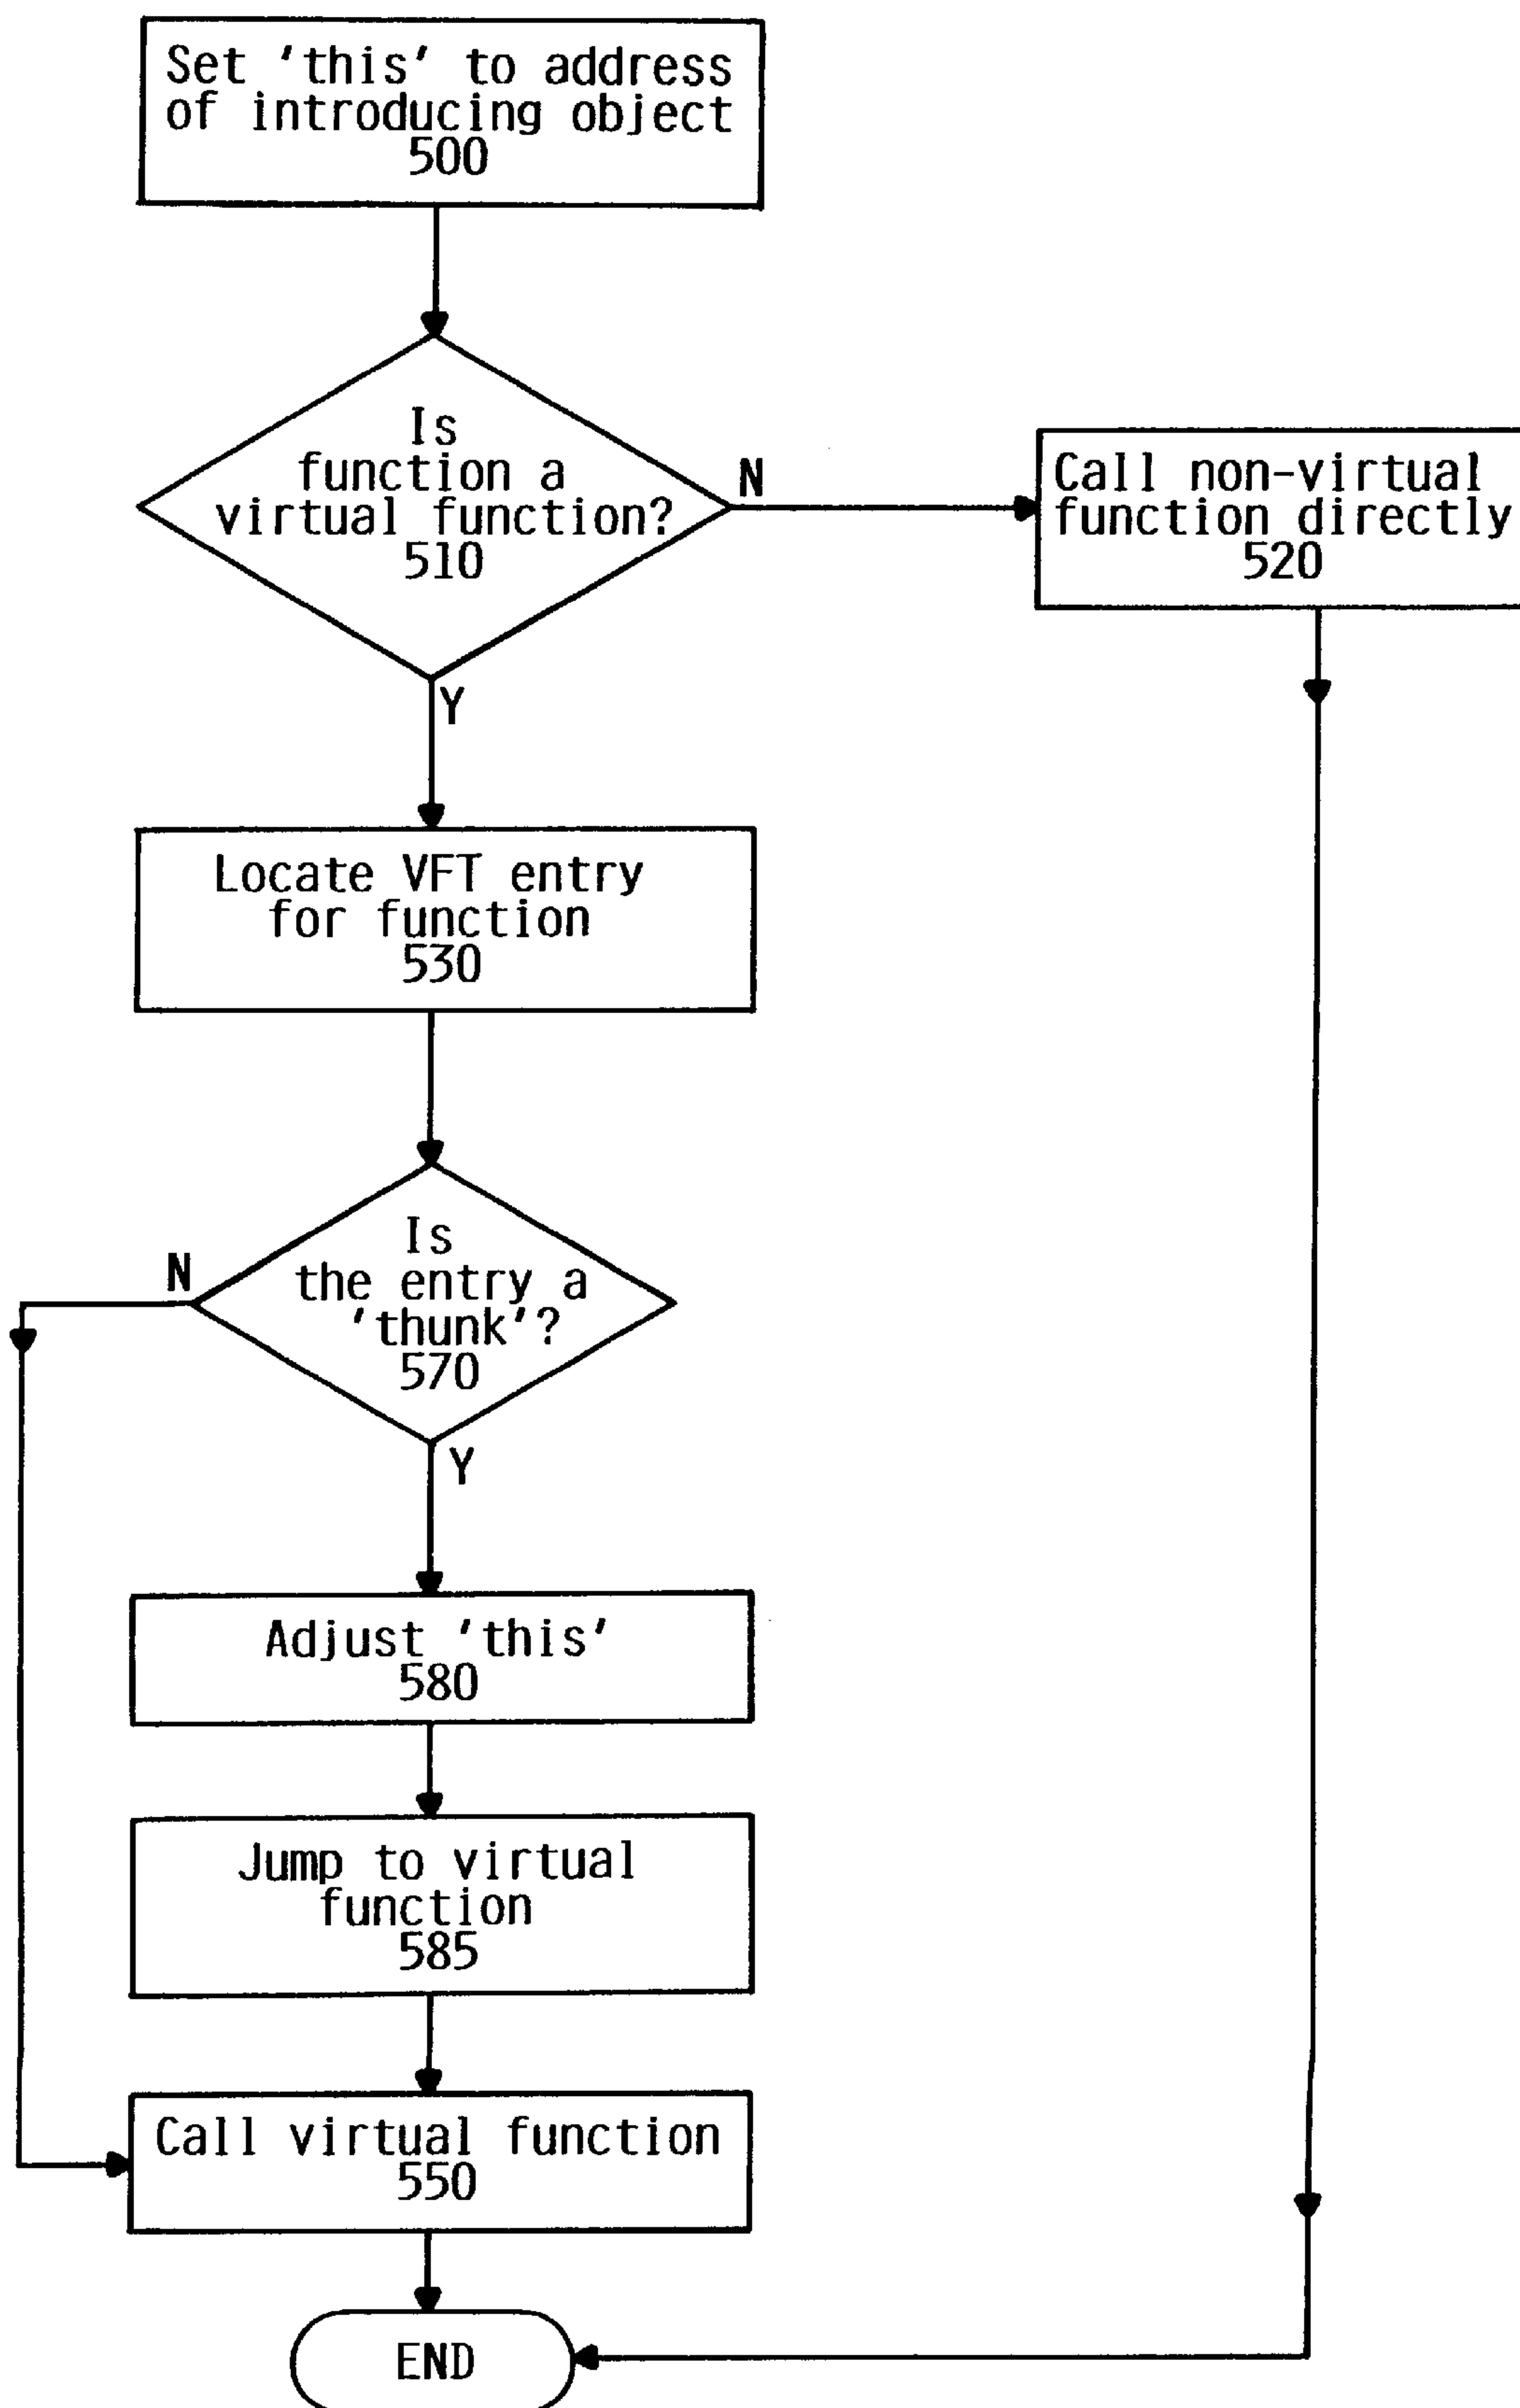 Set 'this' to address
of introducing object
500
Is
function a
virtual function?
510
N
Call non-virtual
function directly
520
Y
Locate VFT entry
for function
530
Is
the entry a
'thunk'?
570
N
Y
Adjust 'this'
580
Jump to virtual
function
585
Call virtual function
550
END